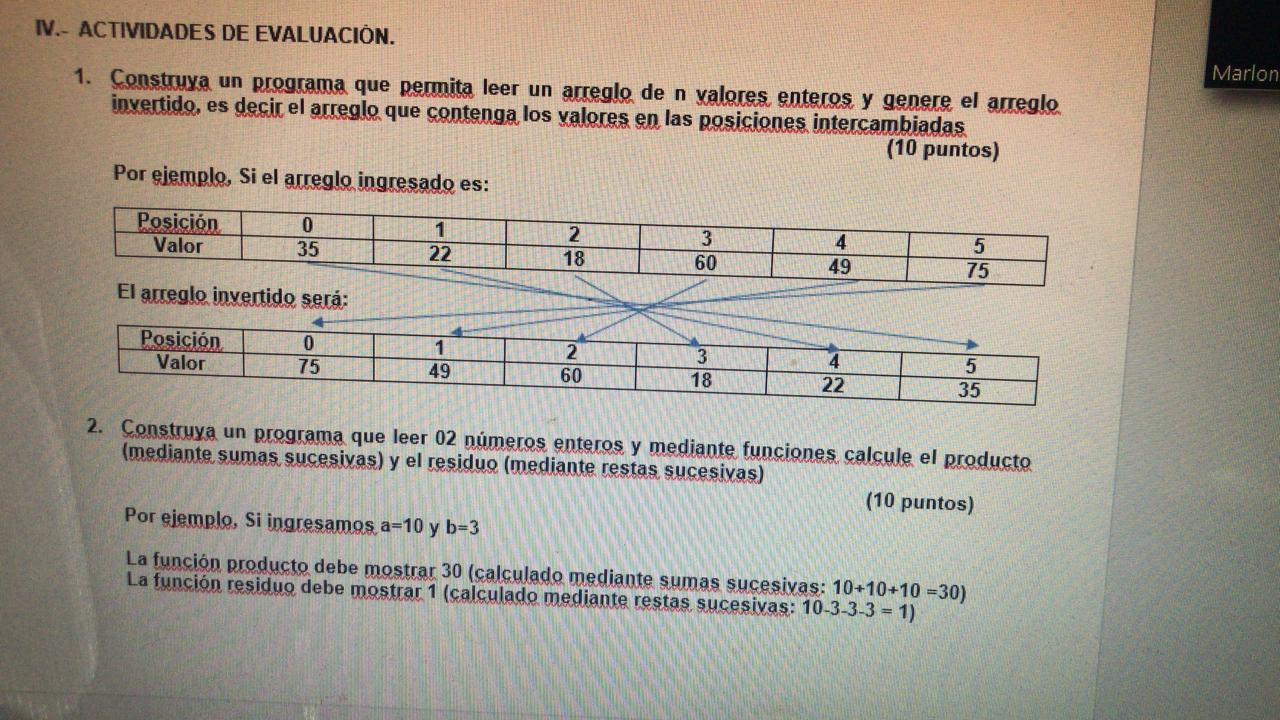 IV.- ACTIVIDADES DE EVALUACIÓN.
1. Construya un programa que permita leer un arreglo de n valores enteros y genere el arreglo
invertido, es decir el arreglo que contenga los valores en las posiciones intercambiadas
(10 puntos)
Por ejemplo, Si el arreglo ingresado es:
Posición 0 1 2 3 4 5
Valor 35 22 18 60 49 75
El arreglo invertido será:
Posición 0 1 2 3 4 5
Valor 75 49 60 18 22 35
2. Construya un programa que leer 02 números enteros y mediante funciones calcule el producto
(mediante sumas sucesivas) y el residuo (mediante restas sucesivas)
(10 puntos)
Por ejemplo, Si ingresamos a=10 y b=3
La función producto debe mostrar 30 (calculado mediante sumas sucesivas: 10+10+10 =30)
La función residuo debe mostrar 1 (calculado mediante restas sucesivas: 10-3-3-3 = 1)
Marlon